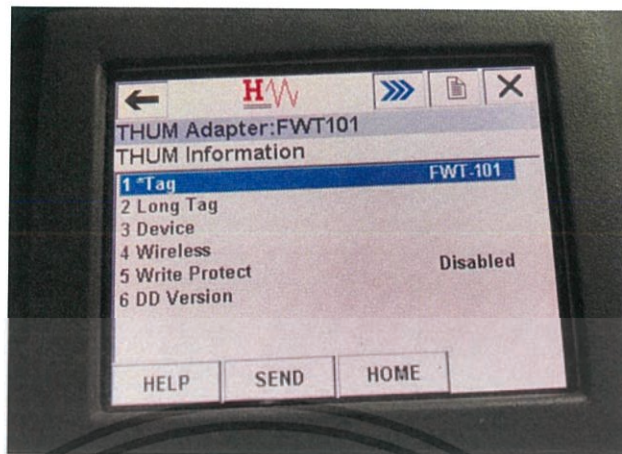 H
THUM Adapter:FWT101
THUM Information
1 *Tag FWT-101
2 Long Tag
3 Device
4 Wireless
5 Write Protect Disabled
6 DD Version
HELP SEND HOME